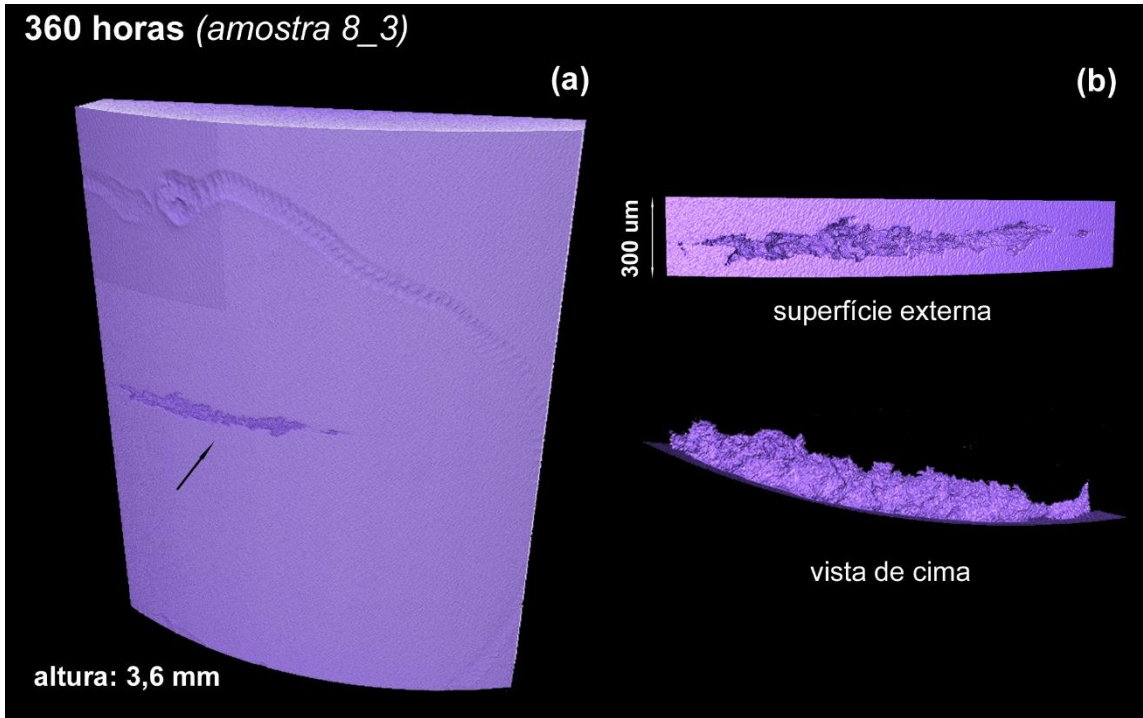 360 horas (amostra 8_3)
(a)
(b)
300 um
superfície externa
vista de cima
altura: 3,6 mm